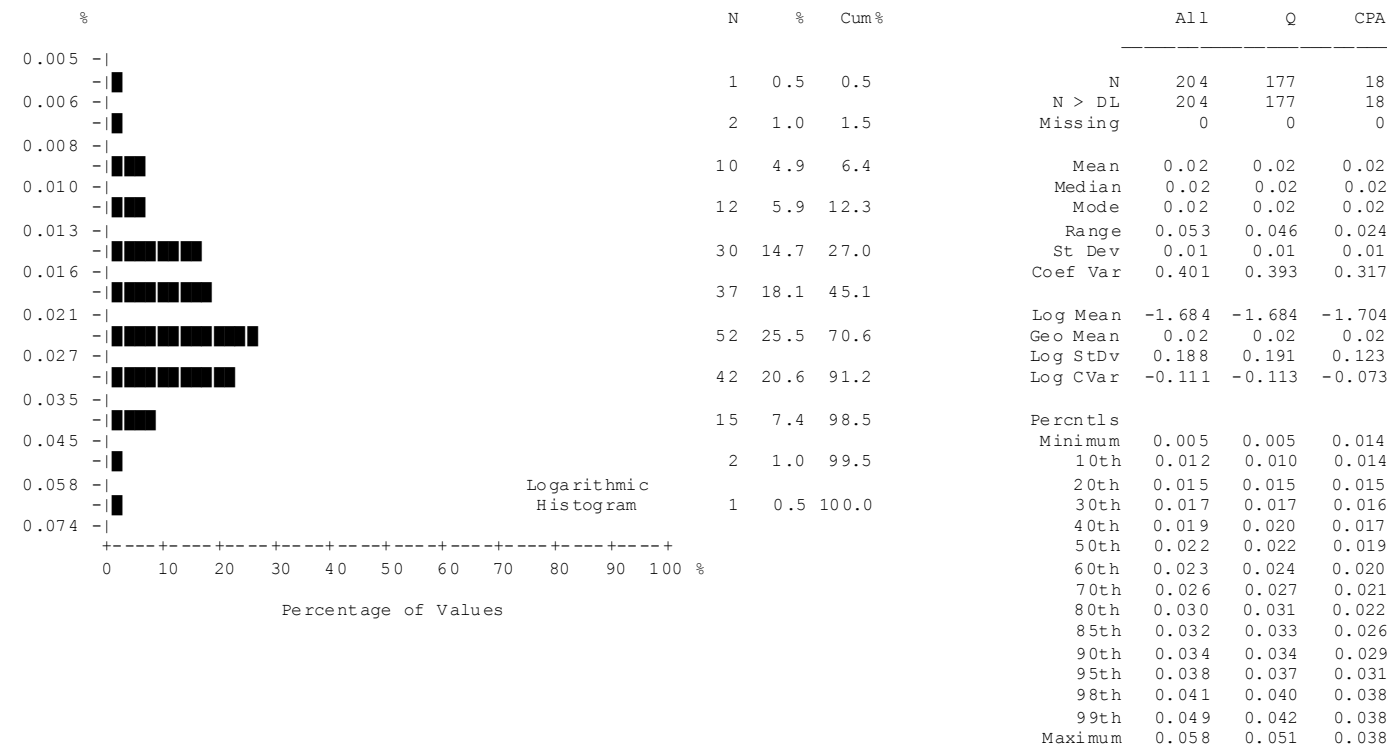 % N % Cum% All Q CPA
0.005 -|
-| 1 0.5 0.5 N 204 177 18
0.006 -| N > DL 204 177 18
-| 2 1.0 1.5 Missing 0 0 0
0.008 -|
-| 10 4.9 6.4 Mean 0.02 0.02 0.02
0.010 -| Median 0.02 0.02 0.02
-| 12 5.9 12.3 Mode 0.02 0.02 0.02
0.013 -| Range 0.053 0.046 0.024
-| 30 14.7 27.0 St Dev 0.01 0.01 0.01
0.016 -| Coef Var 0.401 0.393 0.317
-| 37 18.1 45.1
0.021 -| Log Mean -1.684 -1.684 -1.704
-| 52 25.5 70.6 Geo Mean 0.02 0.02 0.02
0.027 -| Log StDv 0.188 0.191 0.123
-| 42 20.6 91.2 Log CVar -0.111 -0.113 -0.073
0.035 -|
-| 15 7.4 98.5 Percntls
0.045 -| Minimum 0.005 0.005 0.014
-| 2 1.0 99.5 10th 0.012 0.010 0.014
0.058 -| Logarithmic 20th 0.015 0.015 0.015
-| Histogram 1 0.5 100.0 30th 0.017 0.017 0.016
0.074 -| 40th 0.019 0.020 0.017
+----+----+----+----+----+----+----+----+----+----+ 50th 0.022 0.022 0.019
0 10 20 30 40 50 60 70 80 90 100 % 60th 0.023 0.024 0.020
70th 0.026 0.027 0.021
Percentage of Values 80th 0.030 0.031 0.022
85th 0.032 0.033 0.026
90th 0.034 0.034 0.029
95th 0.038 0.037 0.031
98th 0.041 0.040 0.038
99th 0.049 0.042 0.038
Maximum 0.058 0.051 0.038